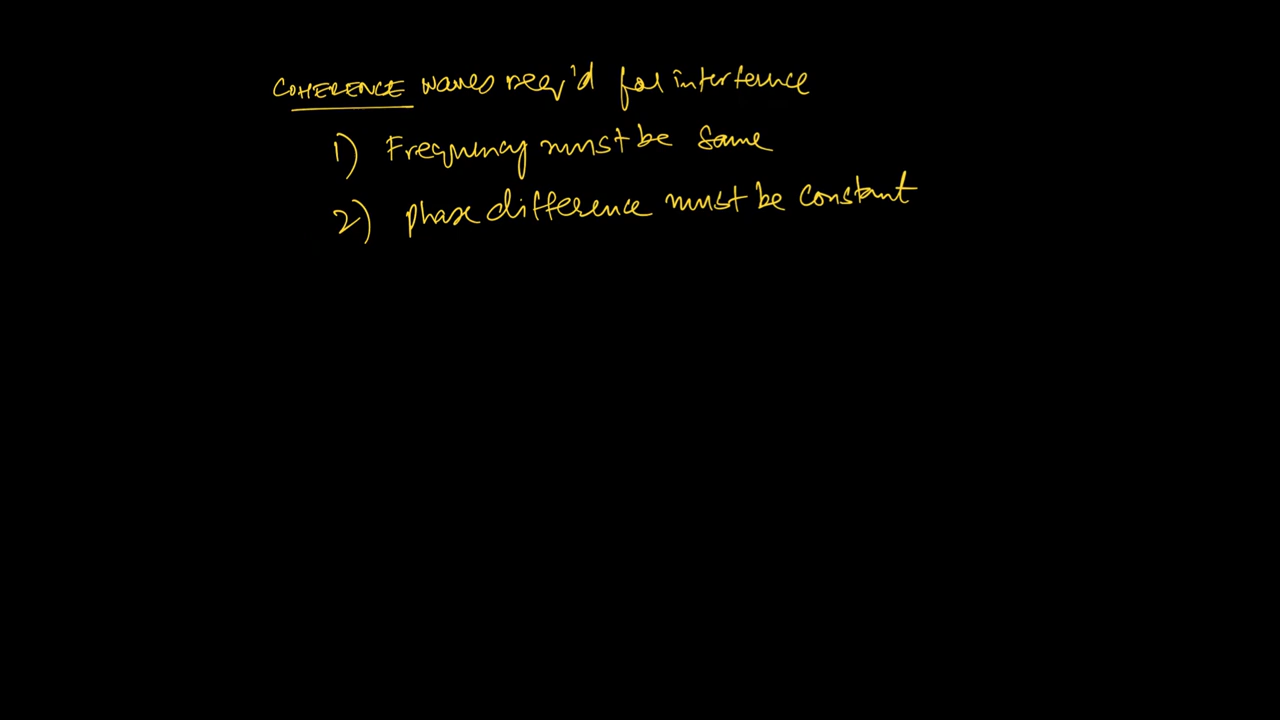 COHERENCE waves req'd for interference
1) Frequency must be same
2) phase difference must be constant